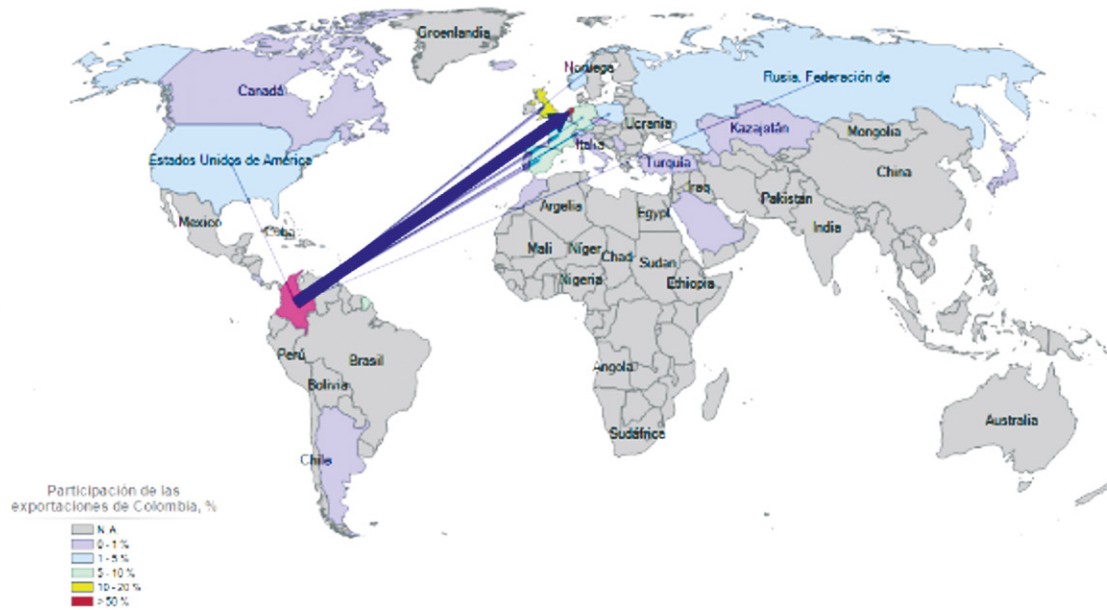 Groenlandia
Noruega
Rusia, Federación de
Canadá
Ucrania
Kazajatán
Mongolia
Estados Unidos de América
Italia
Turquía
China
Mexico
Cuba
Argelia
Egypt
Iraq
Pakistán
India
Mali
Níger
Chad
Sudan
Nigeria
Ethiopia
Perú
Brasil
Bolivia
Angola
Chile
Sudáfrica
Australia
Participación de las
exportaciones de Colombia, %
N.A
0 - 1 %
1 - 5 %
5 - 10 %
10 - 20 %
> 50 %